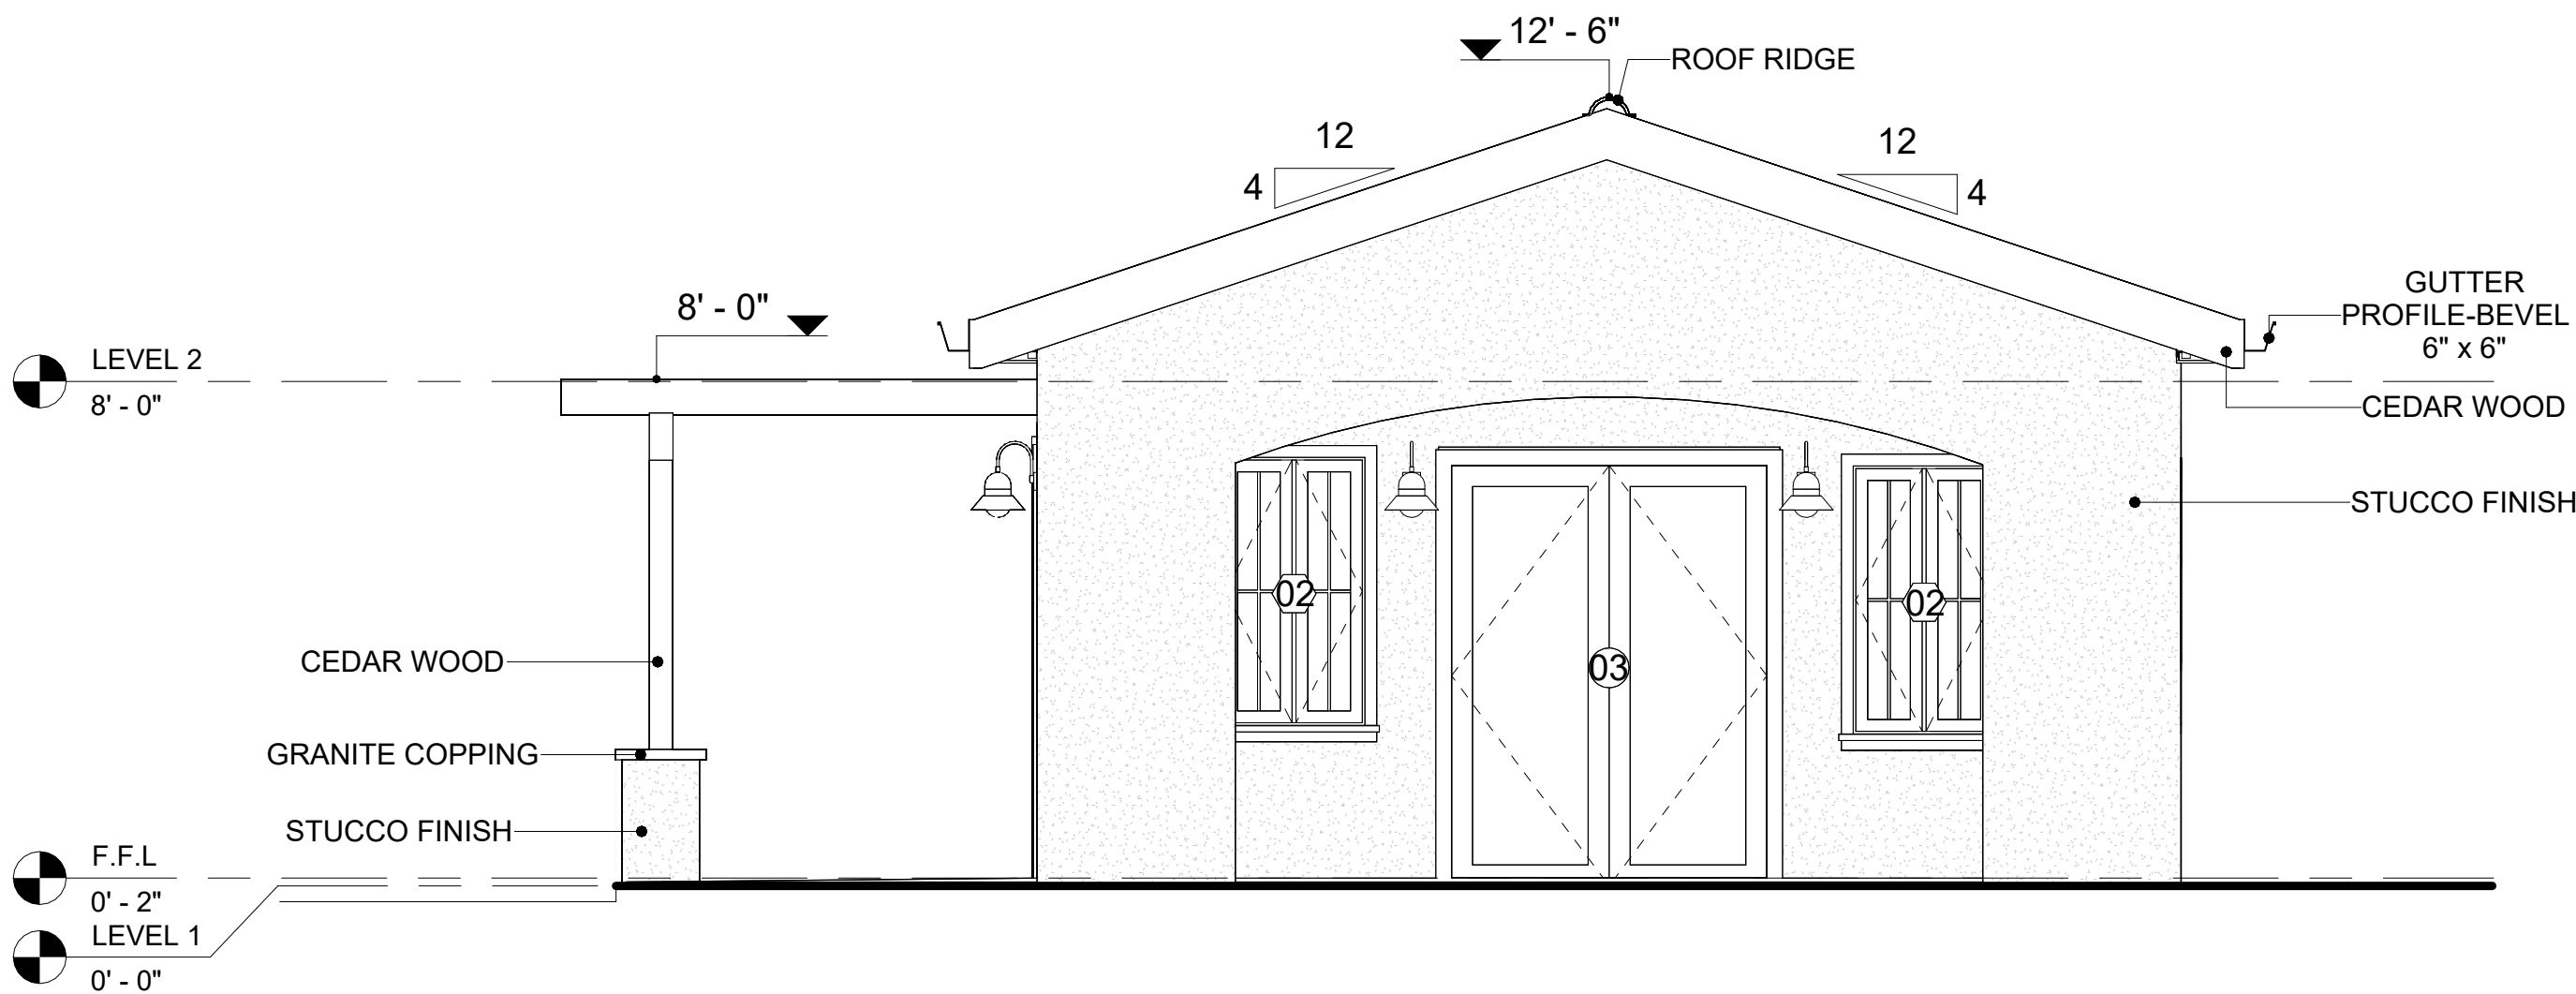 12' - 6"
ROOF RIDGE
12
4
12
4
8' - 0"
GUTTER
PROFILE-BEVEL
6" x 6"
LEVEL 2
8' - 0"
CEDAR WOOD
STUCCO FINISH
02
02
03
CEDAR WOOD
GRANITE COPPING
STUCCO FINISH
F.F.L
0' - 2"
LEVEL 1
0' - 0"